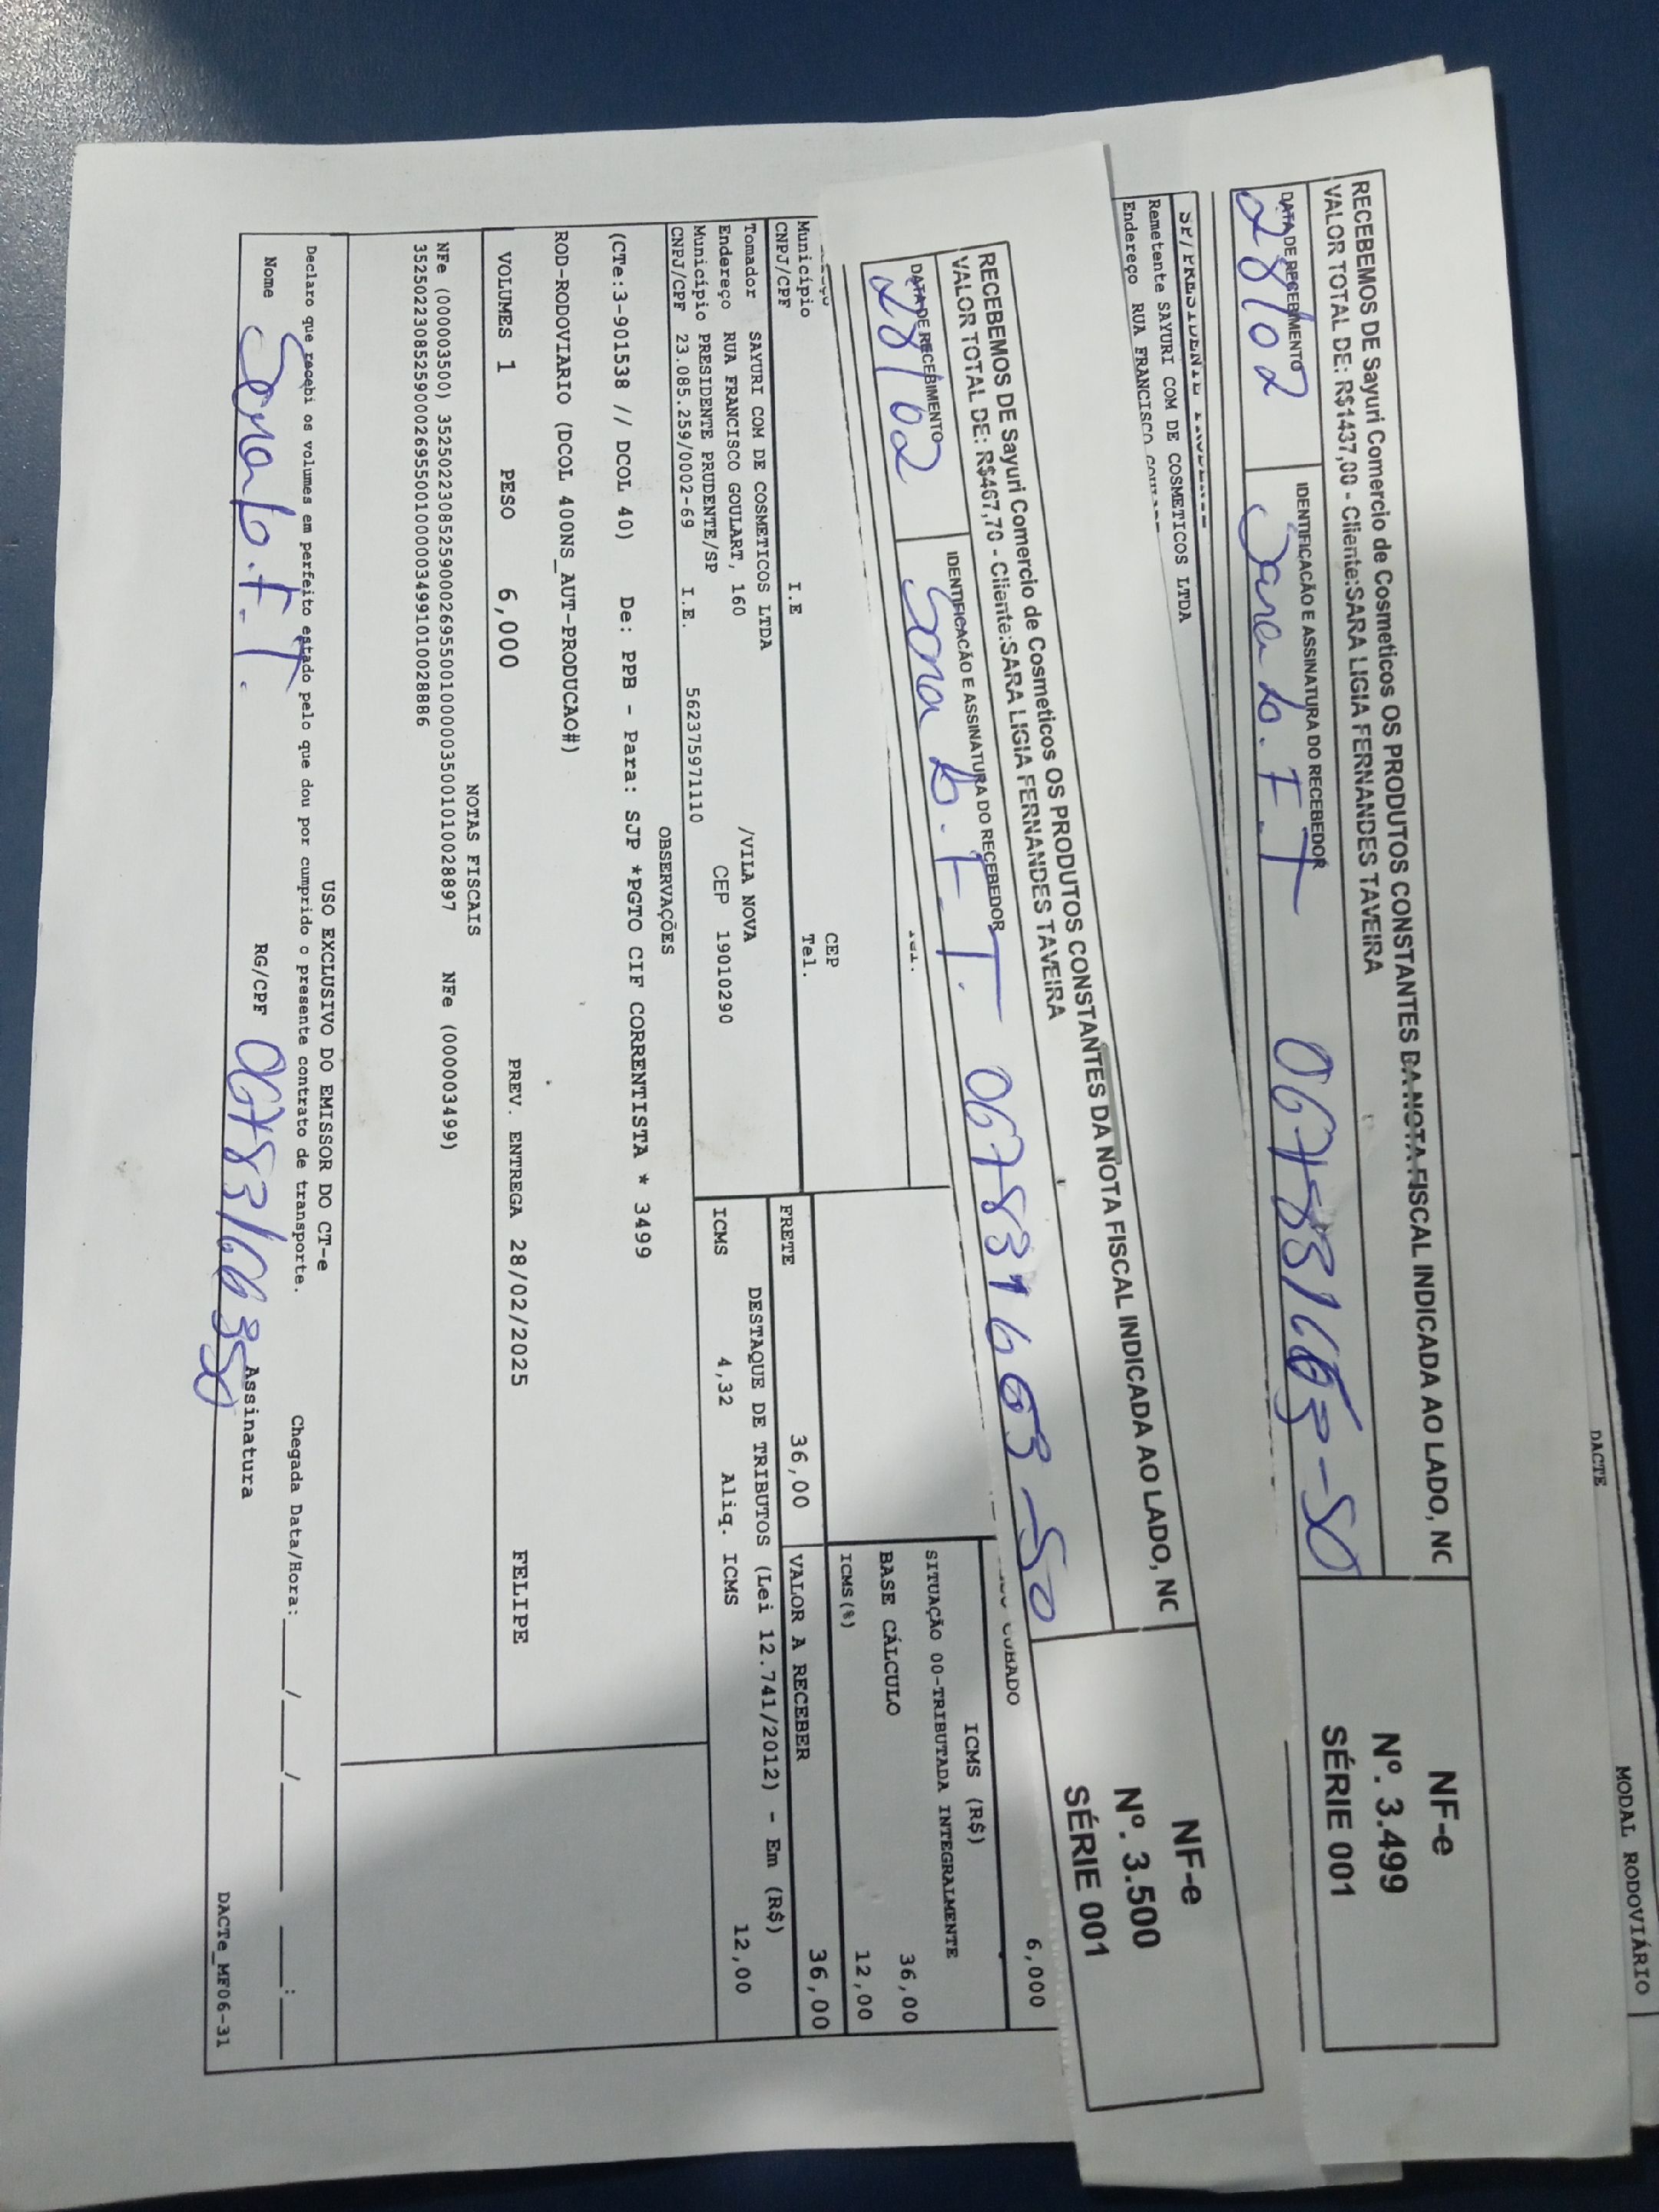 DACTE
MODAL RODOVIÁRIO
RECEBEMOS DE Sayuri Comercio de Cosmeticos OS PRODUTOS CONSTANTES DA NOTA FISCAL INDICADA AO LADO, NC
VALOR TOTAL DE: R$1437,00 - Cliente:SARA LIGIA FERNANDES TAVEIRA
DATA DE RECEBIMENTO
28/02
IDENTIFICAÇÃO E ASSINATURA DO RECEBEDOR
NF-e
Nº. 3.499
SÉRIE 001
SP/PRESIDENTE PRUDENTE
Remetente SAYURI COM DE COSMETICOS LTDA
Endereço RUA FRANCISCO GOULART
RECEBEMOS DE Sayuri Comercio de Cosmeticos OS PRODUTOS CONSTANTES DA NOTA FISCAL INDICADA AO LADO, NC
VALOR TOTAL DE: R$467,70 - Cliente:SARA LIGIA FERNANDES TAVEIRA
DATA DE RECEBIMENTO
28/02
IDENTIFICAÇÃO E ASSINATURA DO RECEBEDOR
067831663-50
NF-e
Nº. 3.500
SÉRIE 001
6,000
ICMS (R$)
SITUAÇÃO 00-TRIBUTADA INTEGRALMENTE
BASE CÁLCULO 36,00
ICMS(%) 12,00
Município CEP
CNPJ/CPF I.E Tel.
FRETE 36,00 VALOR A RECEBER 36,00
Tomador SAYURI COM DE COSMETICOS LTDA
Endereço RUA FRANCISCO GOULART, 160 /VILA NOVA
Município PRESIDENTE PRUDENTE/SP CEP 19010290
CNPJ/CPF 23.085.259/0002-69 I.E. 562375971110
DESTAQUE DE TRIBUTOS (Lei 12.741/2012) - Em (R$)
ICMS 4,32 Aliq. ICMS 12,00
OBSERVAÇÕES
(CTe:3-901538 // DCOL 40) De: PPB - Para: SJP *PGTO CIF CORRENTISTA * 3499
ROD-RODOVIARIO (DCOL 400NS_AUT-PRODUCAO#)
VOLUMES 1 PESO 6,000 PREV. ENTREGA 28/02/2025 FELIPE
NOTAS FISCAIS
NFe (000003500) 35250223085259000269550010000035001010028897 NFe (000003499)
35250223085259000269550010000034991010028886
USO EXCLUSIVO DO EMISSOR DO CT-e
Declaro que recebi os volumes em perfeito estado pelo que dou por cumprido o presente contrato de transporte. Chegada Data/Hora: ____/____/____ ____:____
Nome RG/CPF Assinatura
DACTe_MF06-31